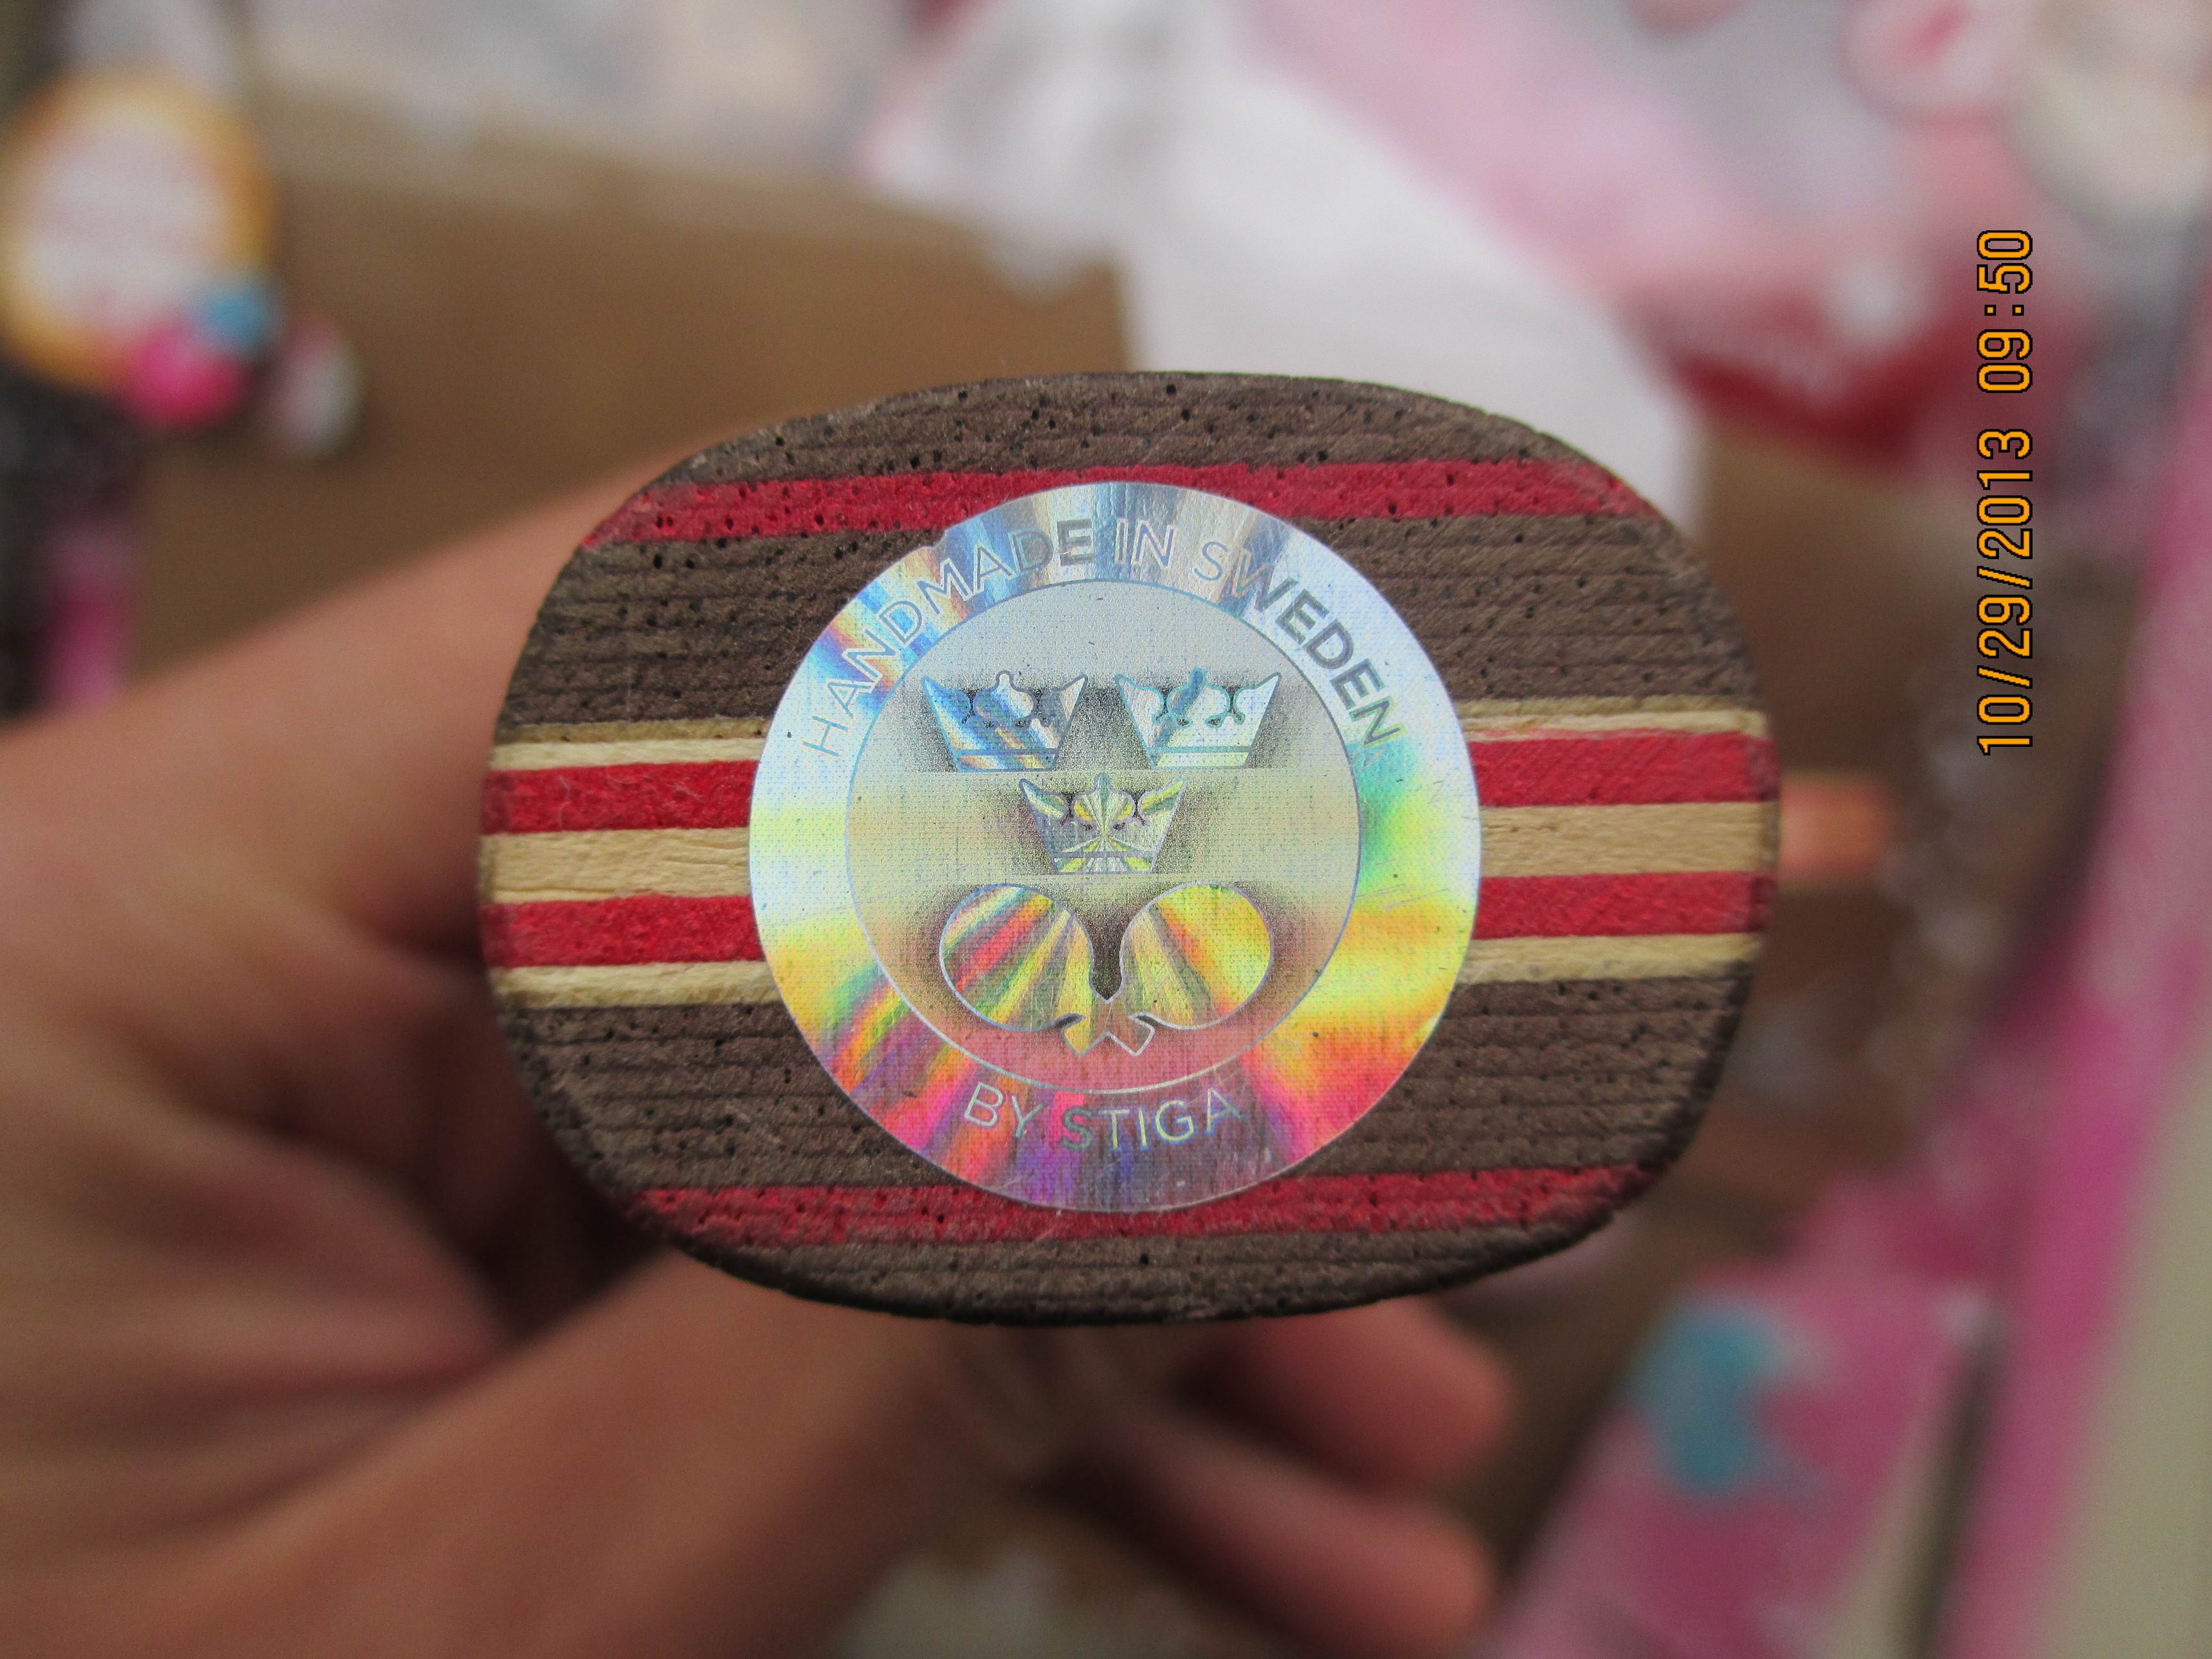 HANDMADE IN SWEDEN
BY STIGA
10/29/2013 09:50